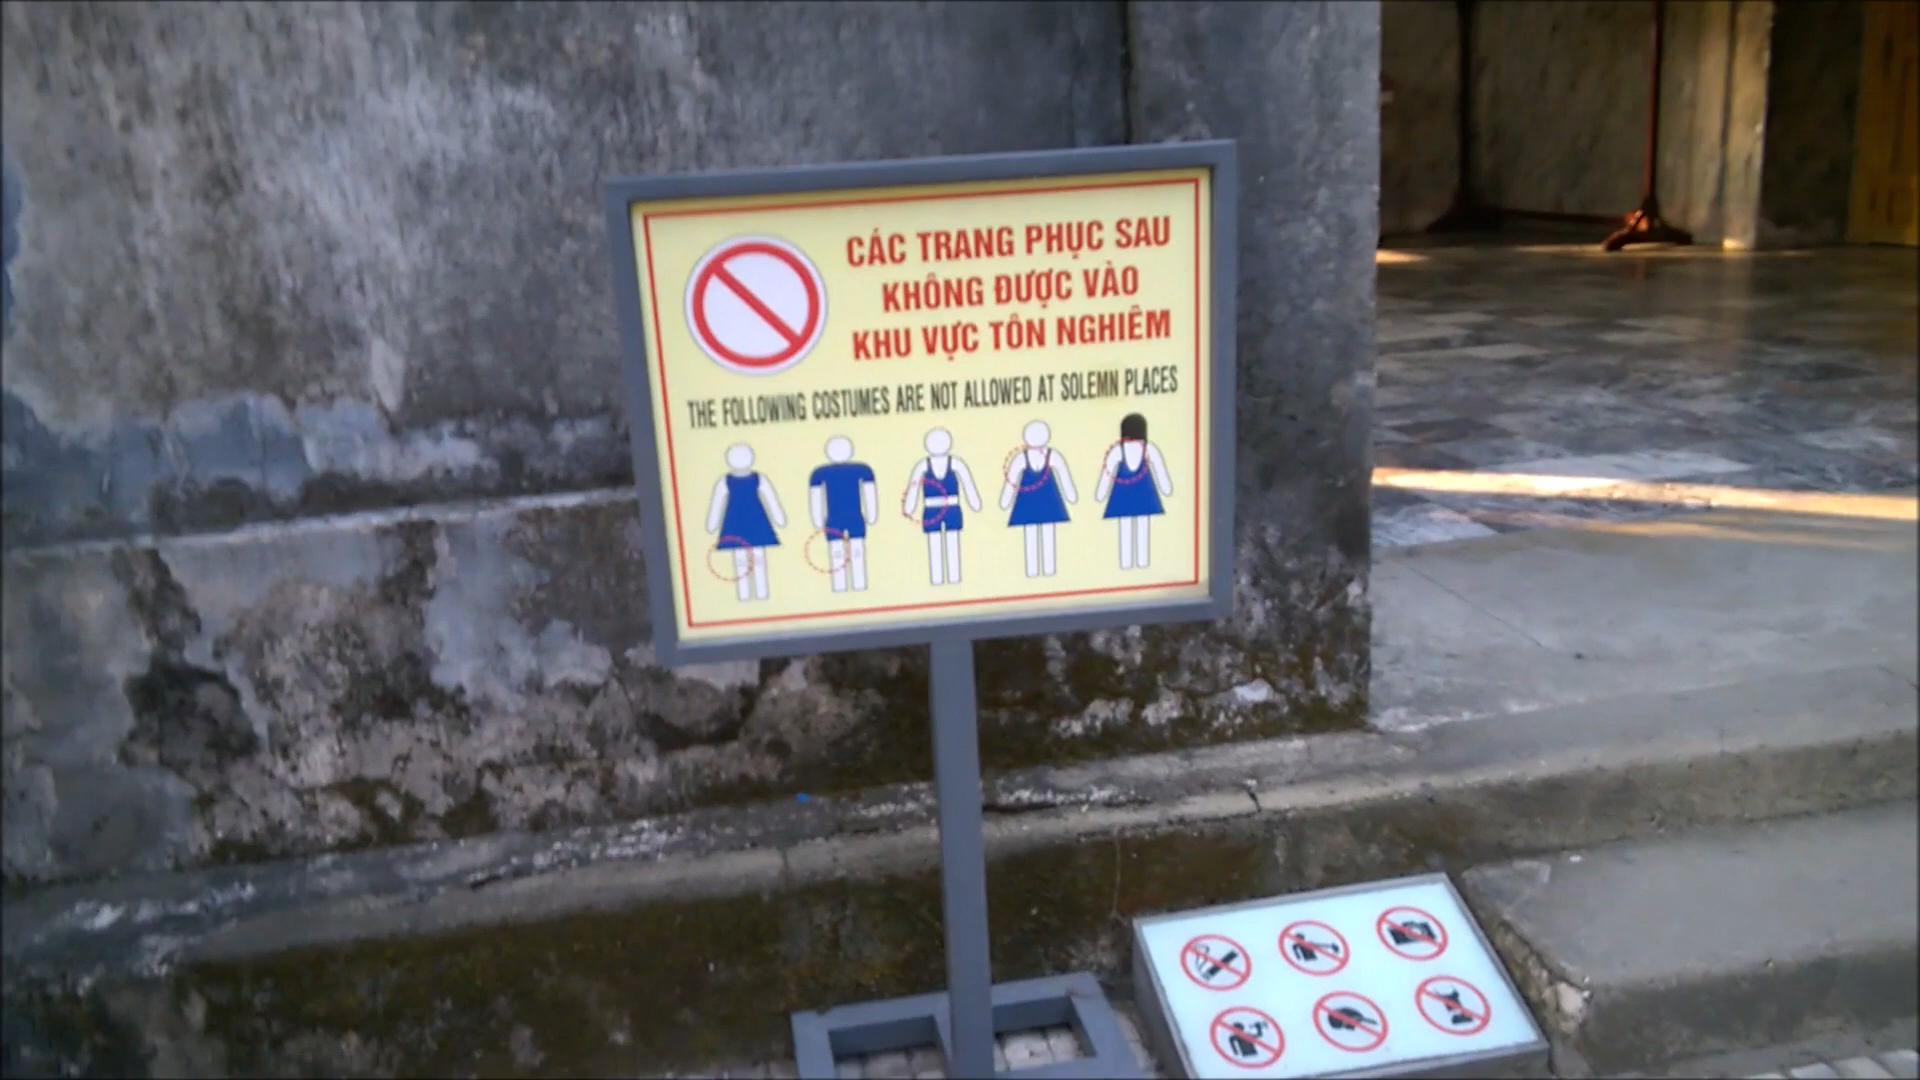 CÁC TRANG PHỤC SAU
KHÔNG ĐƯỢC VÀO
KHU VỰC TÔN NGHIÊM
THE FOLLOWING COSTUMES ARE NOT ALLOWED AT SOLEMN PLACES